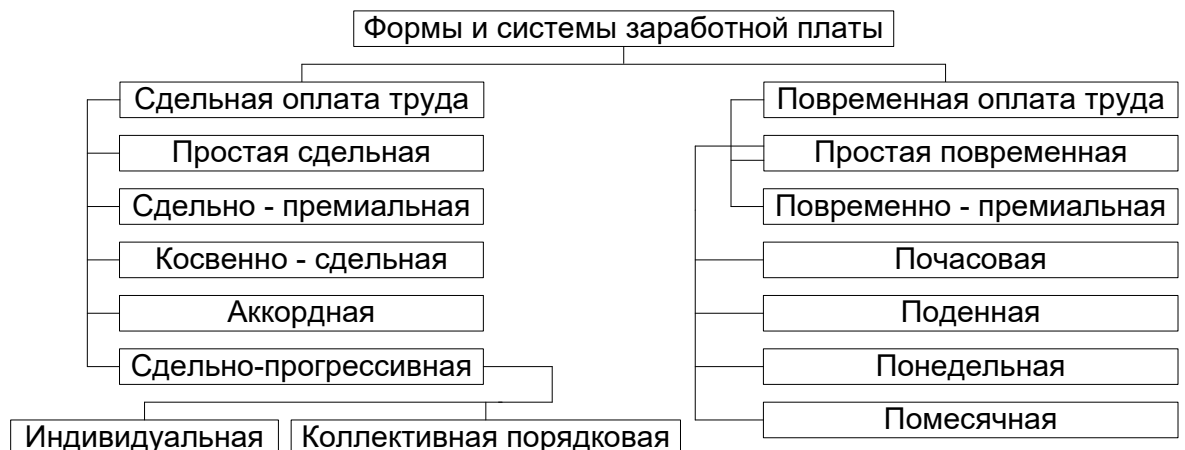 Формы и системы заработной платы
Сдельная оплата труда
Простая сдельная
Сдельно - премиальная
Косвенно - сдельная
Аккордная
Сдельно-прогрессивная
Индивидуальная
Коллективная порядковая
Повременная оплата труда
Простая повременная
Повременно - премиальная
Почасовая
Поденная
Понедельная
Помесячная